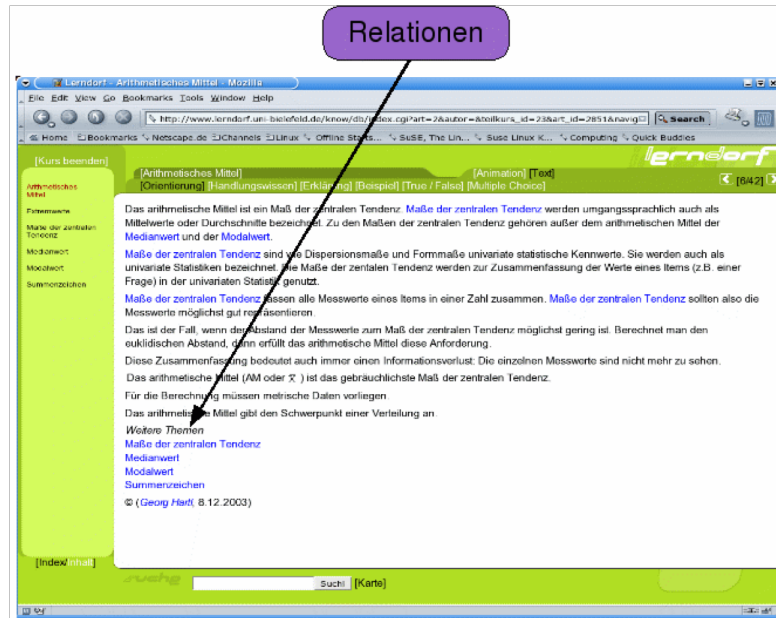 Relationen
Lerndorf - Arithmetisches Mittel - Mozilla
File Edit View Go Bookmarks Tools Window Help
Search
Home Bookmarks Netscape.de Channels Linux Offline Starts... SuSE, The Lin... Suse Linux K... Computing Quick Buddies
[Kurs beenden]
lerndorf
[Arithmetisches Mittel] [Animation] [Text]
[Orientierung] [Handlungswissen] [Erklärung] [Beispiel] [True / False] [Multiple Choice]
[6/42]
Arithmetisches
Mittel
Extremwerte
Maße der zentralen
Tendenz
Medianwert
Modalwert
Summenzeichen
Das arithmetische Mittel ist ein Maß der zentralen Tendenz. Maße der zentralen Tendenz werden umgangssprachlich auch als
Mittelwerte oder Durchschnitte bezeichnet. Zu den Maßen der zentralen Tendenz gehören außer dem arithmetischen Mittel der
Medianwert und der Modalwert.
Maße der zentralen Tendenz sind wie Dispersionsmaße und Formmaße univariate statistische Kennwerte. Sie werden auch als
univariate Statistiken bezeichnet. Die Maße der zentalen Tendenz werden zur Zusammenfassung der Werte eines Items (z.B. einer
Frage) in der univariaten Statistik genutzt.
Maße der zentralen Tendenz fassen alle Messwerte eines Items in einer Zahl zusammen. Maße der zentralen Tendenz sollten also die
Messwerte möglichst gut repräsentieren.
Das ist der Fall, wenn der Abstand der Messwerte zum Maß der zentralen Tendenz möglichst gering ist. Berechnet man den
euklidischen Abstand, dann erfüllt das arithmetische Mittel diese Anforderung.
Diese Zusammenfassung bedeutet auch immer einen Informationsverlust: Die einzelnen Messwerte sind nicht mehr zu sehen.
Das arithmetische Mittel (AM oder x̅ ) ist das gebräuchlichste Maß der zentralen Tendenz.
Für die Berechnung müssen metrische Daten vorliegen.
Das arithmetische Mittel gibt den Schwerpunkt einer Verteilung an.
Weitere Themen
Maße der zentralen Tendenz
Medianwert
Modalwert
Summenzeichen
© (Georg Hartl, 8.12.2003)
[Index/Inhalt]
suche Such! [Karte]